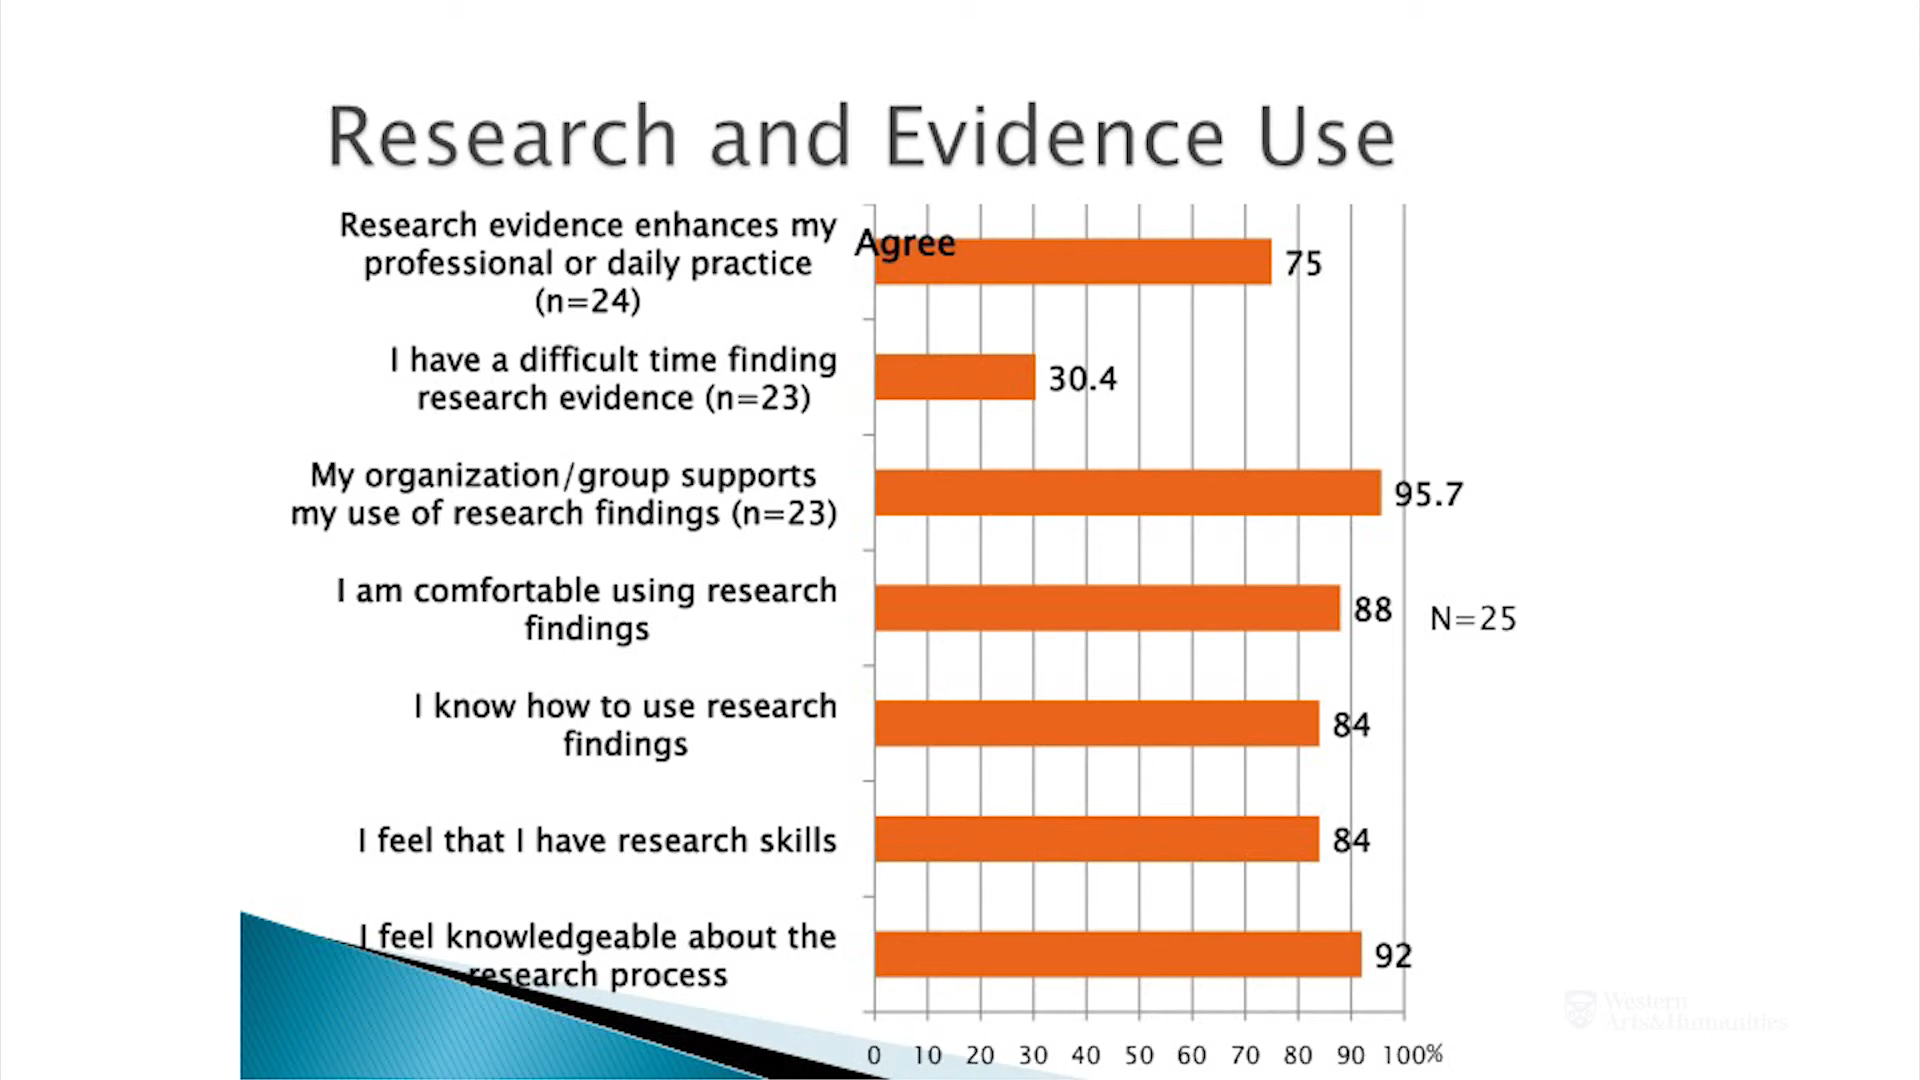 Research and Evidence Use
Research evidence enhances my
professional or daily practice
(n=24)
Agree
75
I have a difficult time finding
research evidence (n=23)
30.4
My organization/group supports
my use of research findings (n=23)
95.7
I am comfortable using research
findings
88
N=25
I know how to use research
findings
84
I feel that I have research skills
84
I feel knowledgeable about the
research process
92
0 10 20 30 40 50 60 70 80 90 100%
Western
Arts&Humanities